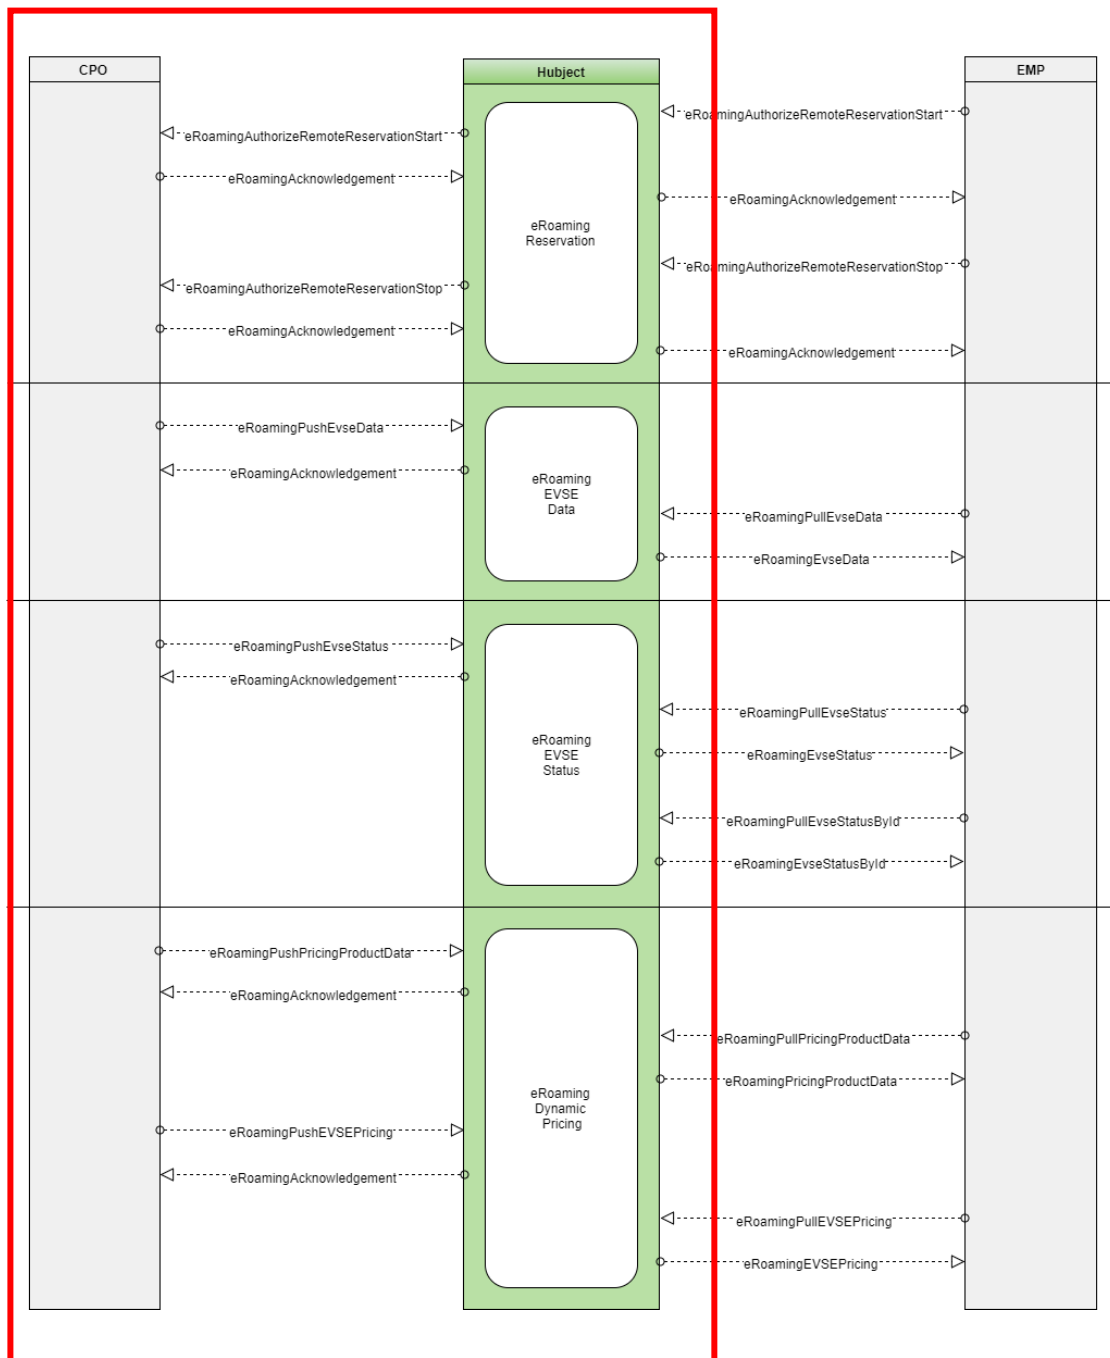 CPO
Hubject
EMP
eRoamingAuthorizeRemoteReservationStart
eRoamingAuthorizeRemoteReservationStart
eRoamingAcknowledgement
eRoamingAcknowledgement
eRoaming
Reservation
eRoamingAuthorizeRemoteReservationStop
eRoamingAuthorizeRemoteReservationStop
eRoamingAcknowledgement
eRoamingAcknowledgement
eRoamingPushEvseData
eRoamingAcknowledgement
eRoaming
EVSE
Data
eRoamingPullEvseData
eRoamingEvseData
eRoamingPushEvseStatus
eRoamingAcknowledgement
eRoamingPullEvseStatus
eRoaming
EVSE
Status
eRoamingEvseStatus
eRoamingPullEvseStatusById
eRoamingEvseStatusById
eRoamingPushPricingProductData
eRoamingAcknowledgement
eRoamingPullPricingProductData
eRoamingPricingProductData
eRoaming
Dynamic
Pricing
eRoamingPushEVSEPricing
eRoamingAcknowledgement
eRoamingPullEVSEPricing
eRoamingEVSEPricing